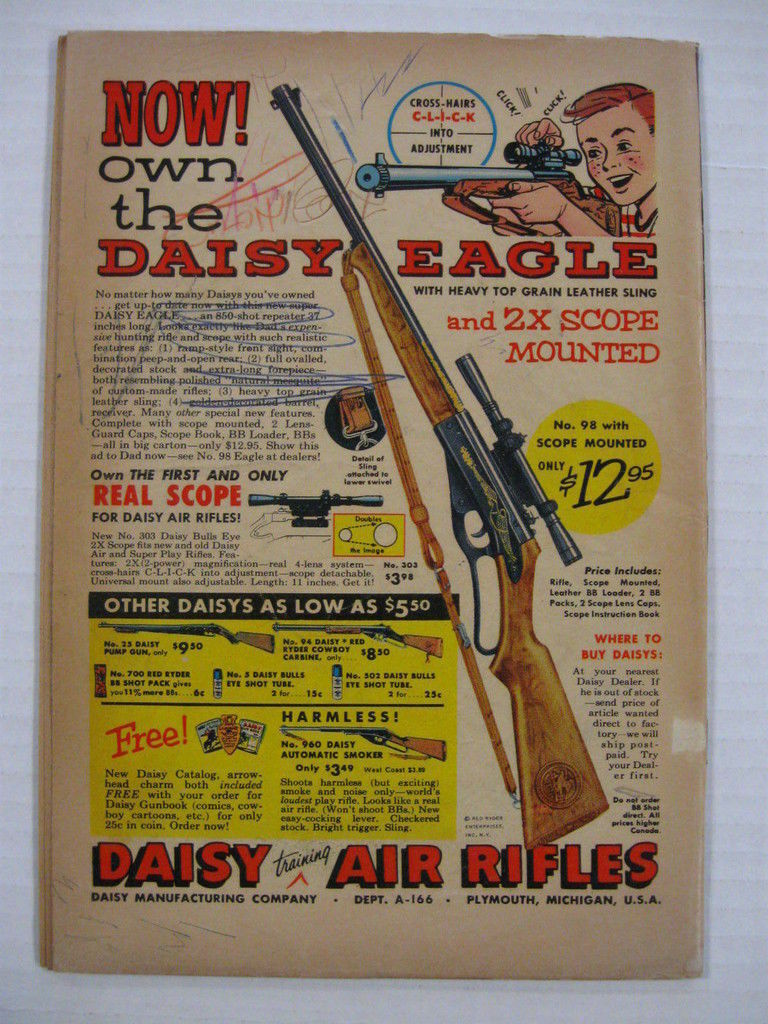 NOW!
own
the
DAISY EAGLE
CROSS-HAIRS
C-L-I-C-K
INTO
ADJUSTMENT
CLICK!
CLICK!
WITH HEAVY TOP GRAIN LEATHER SLING
and 2X SCOPE
MOUNTED
No matter how many Daisys you've owned
. . . get up-to-date now with this new super
DAISY EAGLE . . . an 850-shot repeater 37
inches long. Looks exactly like Dad's expen-
sive hunting rifle and scope with such realistic
features as: (1) ramp-style front sight, com-
bination peep-and-open rear; (2) full ovalled,
decorated stock and extra-long forepiece—
both resembling polished "natural mesquite"
of custom-made rifles; (3) heavy top grain
leather sling; (4) golden-decorated barrel,
receiver. Many other special new features.
Complete with scope mounted, 2 Lens-
Guard Caps, Scope Book, BB Loader, BBs
—all in big carton—only $12.95. Show this
ad to Dad now—see No. 98 Eagle at dealers!
Detail of
Sling
attached to
lower swivel
No. 98 with
SCOPE MOUNTED
ONLY $12.95
Own THE FIRST AND ONLY
REAL SCOPE
FOR DAISY AIR RIFLES!
Doubles
the Image
New No. 303 Daisy Bulls Eye
2X Scope fits new and old Daisy
Air and Super Play Rifles. Fea-
tures: 2X(2-power) magnification—real 4-lens system—
cross-hairs C-L-I-C-K into adjustment—scope detachable.
Universal mount also adjustable. Length: 11 inches. Get it!
No. 303
$3.98
Price Includes:
Rifle, Scope Mounted,
Leather BB Loader, 2 BB
Packs, 2 Scope Lens Caps,
Scope Instruction Book
OTHER DAISYS AS LOW AS $5.50
No. 25 DAISY
PUMP GUN, only $9.50
No. 94 DAISY * RED
RYDER COWBOY
CARBINE, only . . . $8.50
No. 700 RED RYDER
BB SHOT PACK gives
you 11% more BBs. . . . 6c
No. 5 DAISY BULLS
EYE SHOT TUBE.
2 for . . . . 15c
No. 502 DAISY BULLS
EYE SHOT TUBE.
2 for . . . . 25c
WHERE TO
BUY DAISYS:
At your nearest
Daisy Dealer. If
he is out of stock
—send price of
article wanted
direct to fac-
tory—we will
ship post-
paid. Try
your Deal-
er first.
Do not order
BB Shot
direct. All
prices higher
Canada.
Free!
New Daisy Catalog, arrow-
head charm both included
FREE with your order for
Daisy Gunbook (comics, cow-
boy cartoons, etc.) for only
25c in coin. Order now!
HARMLESS!
No. 960 DAISY
AUTOMATIC SMOKER
Only $3.49 West Coast $3.89
Shoots harmless (but exciting)
smoke and noise only—world's
loudest play rifle. Looks like a real
air rifle. (Won't shoot BBs.) New
easy-cocking lever. Checkered
stock. Bright trigger. Sling.
© RED RYDER
ENTERPRISES,
INC. N.Y.
DAISY training AIR RIFLES
DAISY MANUFACTURING COMPANY · DEPT. A-166 · PLYMOUTH, MICHIGAN, U.S.A.